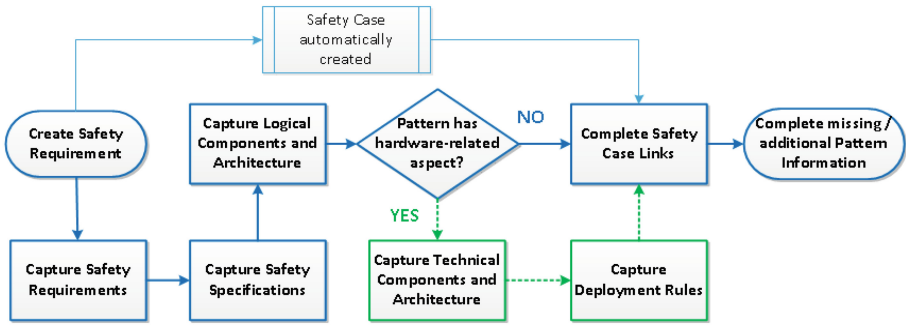 Safety Case
automatically
created
Create Safety
Requirement
Capture Logical
Components and
Architecture
Pattern has
hardware-related
aspect?
NO
Complete Safety
Case Links
Complete missing /
additional Pattern
Information
YES
Capture Safety
Requirements
Capture Safety
Specifications
Capture Technical
Components and
Architecture
Capture
Deployment Rules